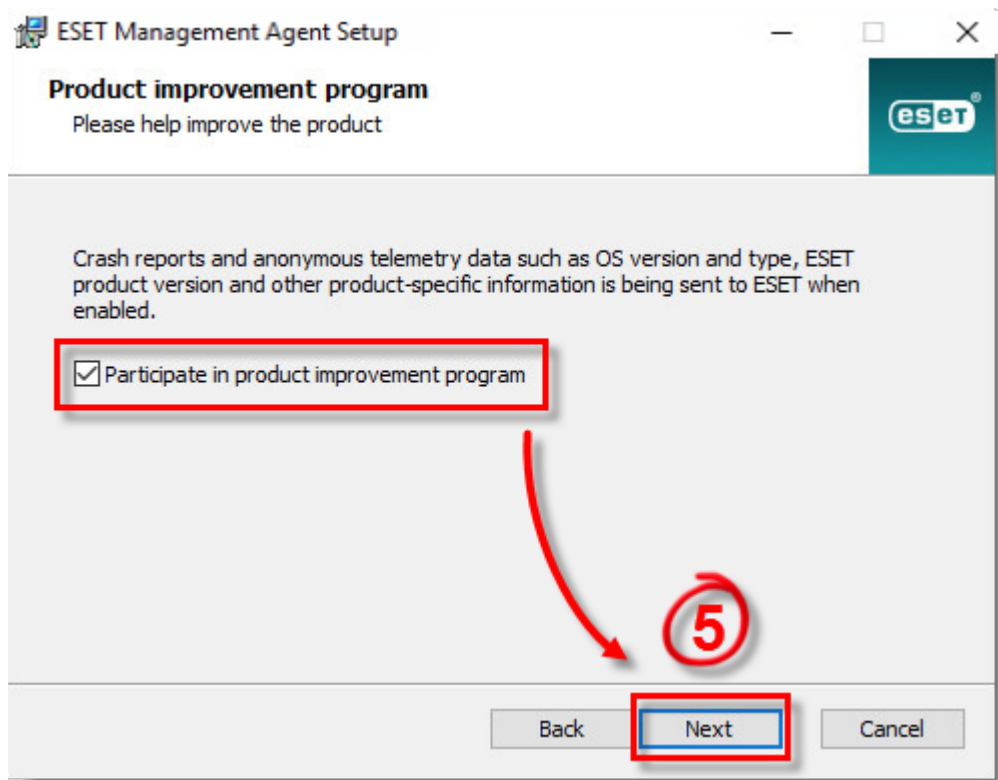 ESET Management Agent Setup
Product improvement program
Please help improve the product
eseT®
Crash reports and anonymous telemetry data such as OS version and type, ESET
product version and other product-specific information is being sent to ESET when
enabled.
Participate in product improvement program
5
Back Next Cancel